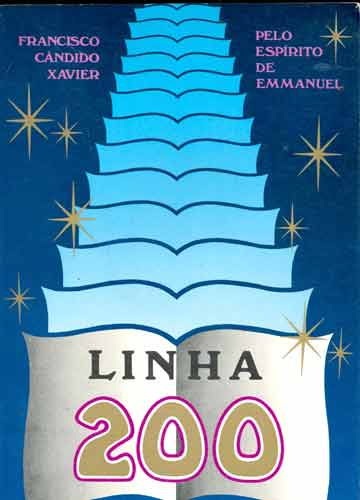 FRANCISCO
CÂNDIDO
XAVIER
PELO
ESPÍRITO
DE
EMMANUEL
LINHA
200